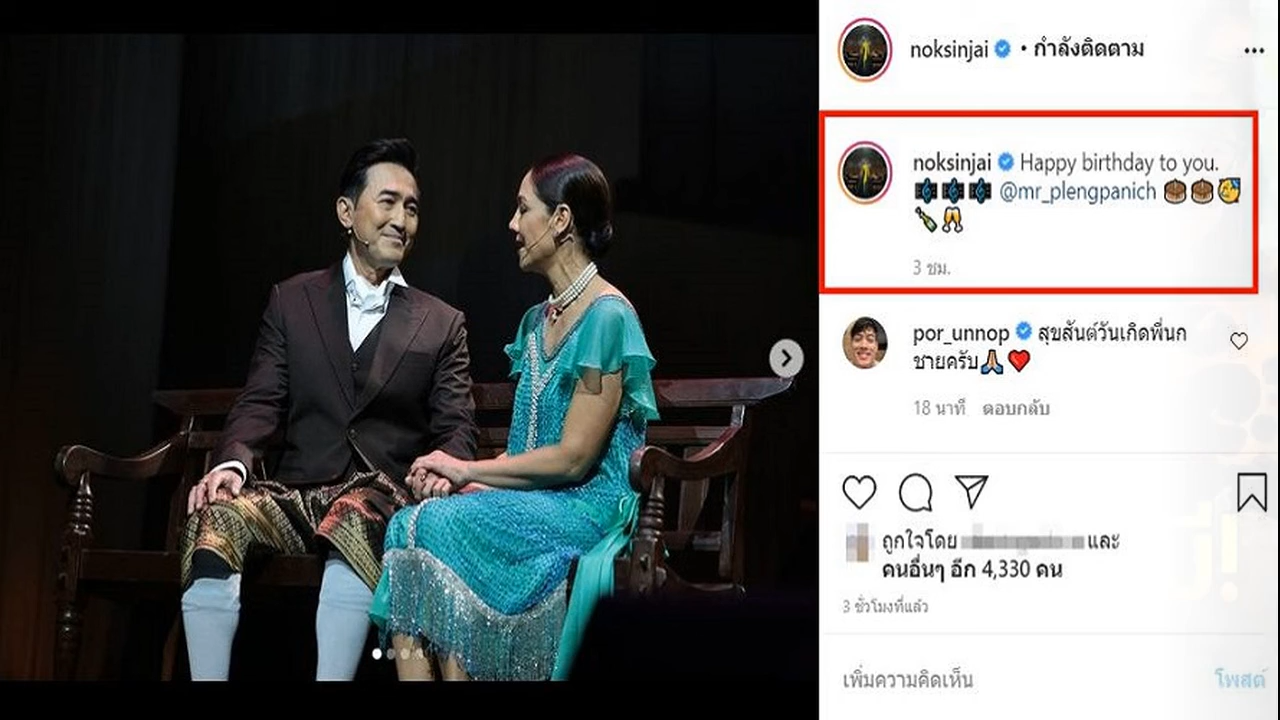 noksinjai • กำลังติดตาม
noksinjai Happy birthday to you.
@mr_plengpanich
3 ชม.
por_unnop สุขสันต์วันเกิดพี่นก
ชายครับ
18 นาที ตอบกลับ
ถูกใจโดย และ
คนอื่นๆ อีก 4,330 คน
3 ชั่วโมงที่แล้ว
เพิ่มความคิดเห็น
โพสต์